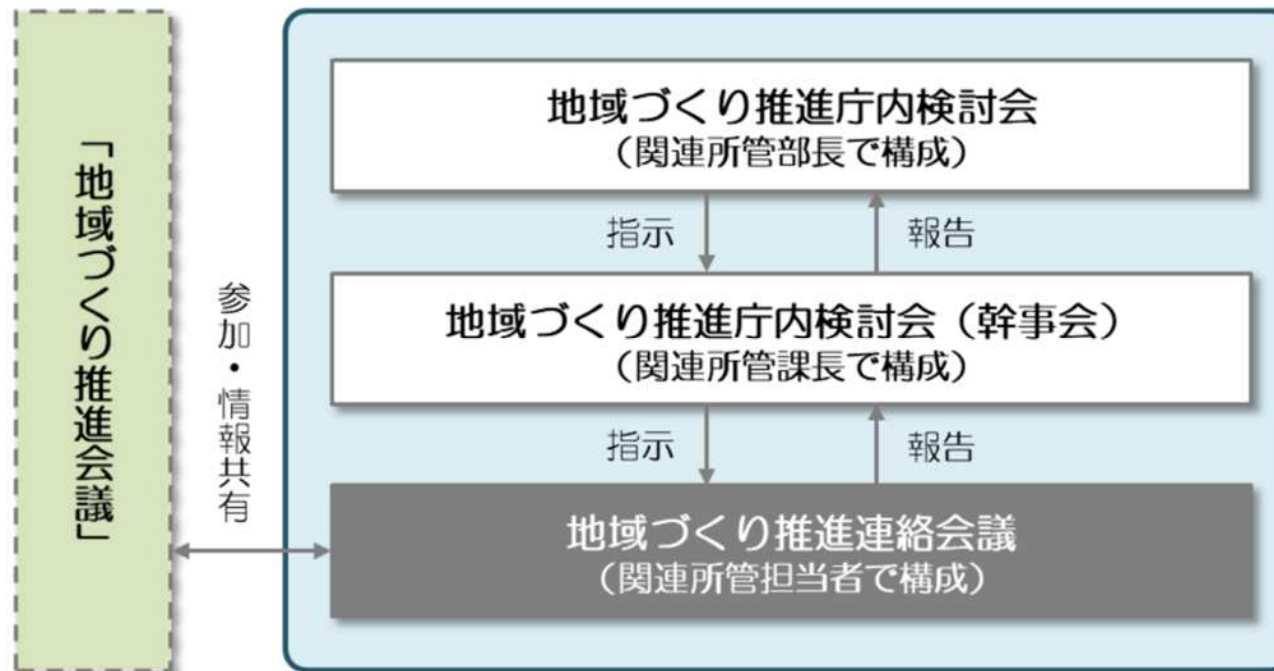 「地域づくり推進会議」
参加・情報共有
地域づくり推進庁内検討会
（関連所管部長で構成）
指示
報告
地域づくり推進庁内検討会（幹事会）
（関連所管課長で構成）
指示
報告
地域づくり推進連絡会議
（関連所管担当者で構成）